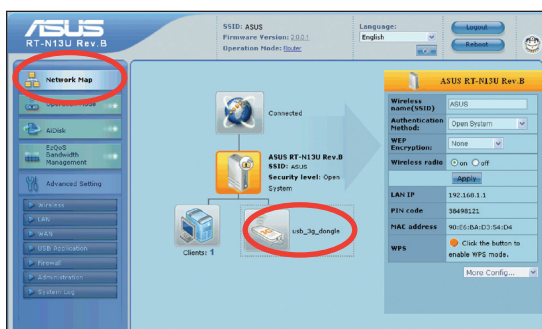 ASUS
RT-N13U Rev.B
SSID: ASUS
Firmware Version: 2.0.0.1
Operation Mode: Router
Language:
English
Logout
Reboot
Network Map
Operation Mode
AiDisk
EzQoS
Bandwidth
Management
Advanced Setting
Wireless
LAN
WAN
USB Application
Firewall
Administration
System Log
Connected
ASUS RT-N13U Rev.B
SSID: ASUS
Security level: Open
System
Clients: 1
usb_3g_dongle
ASUS RT-N13U Rev.B
Wireless
name(SSID)
ASUS
Authentication
Method:
Open System
WEP
Encryption:
None
Wireless radio
on off
Apply
LAN IP
192.168.1.1
PIN code
38498121
MAC address
90:E6:BA:D3:54:D4
WPS
Click the button to
enable WPS mode.
More Config...